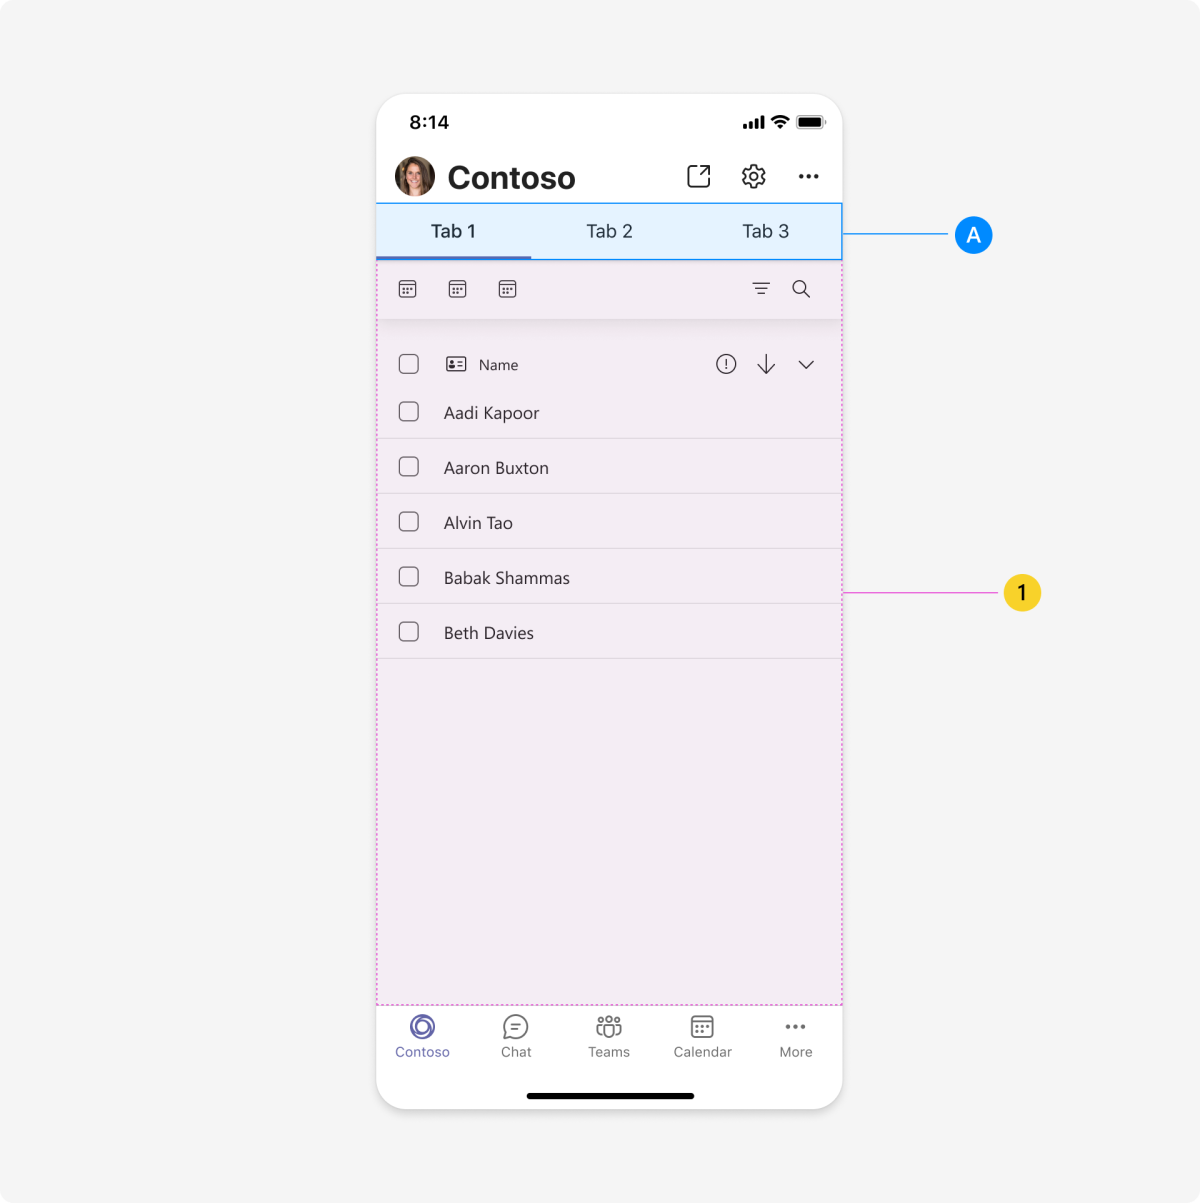 8:14
Contoso
Tab 1 Tab 2 Tab 3
A
Name
Aadi Kapoor
Aaron Buxton
Alvin Tao
Babak Shammas
1
Beth Davies
Contoso Chat Teams Calendar More